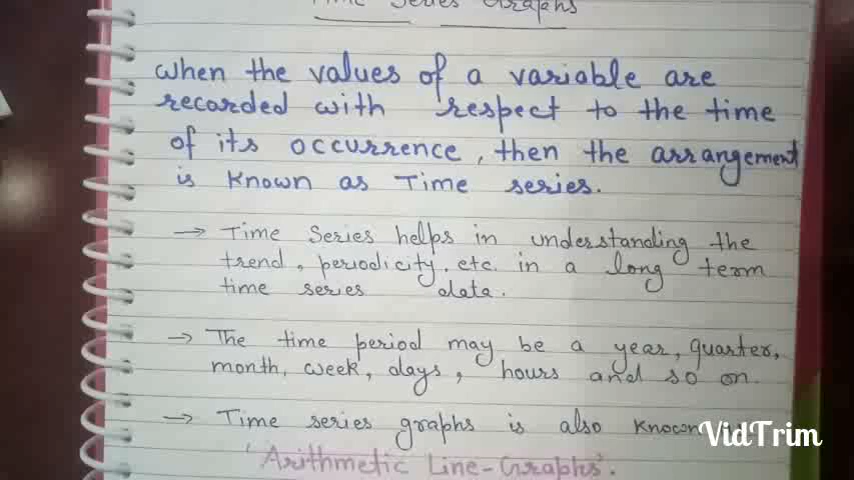 Time Series Graphs
When the values of a variable are
recorded with respect to the time
of its occurrence, then the arrangement
is known as Time series.
→ Time Series helps in understanding the
trend, periodicity, etc. in a long term
time series data.
→ The time period may be a year, quarter,
month, week, days, hours and so on.
→ Time series graphs is also known
VidTrim
'Arithmetic Line-Graphs'.